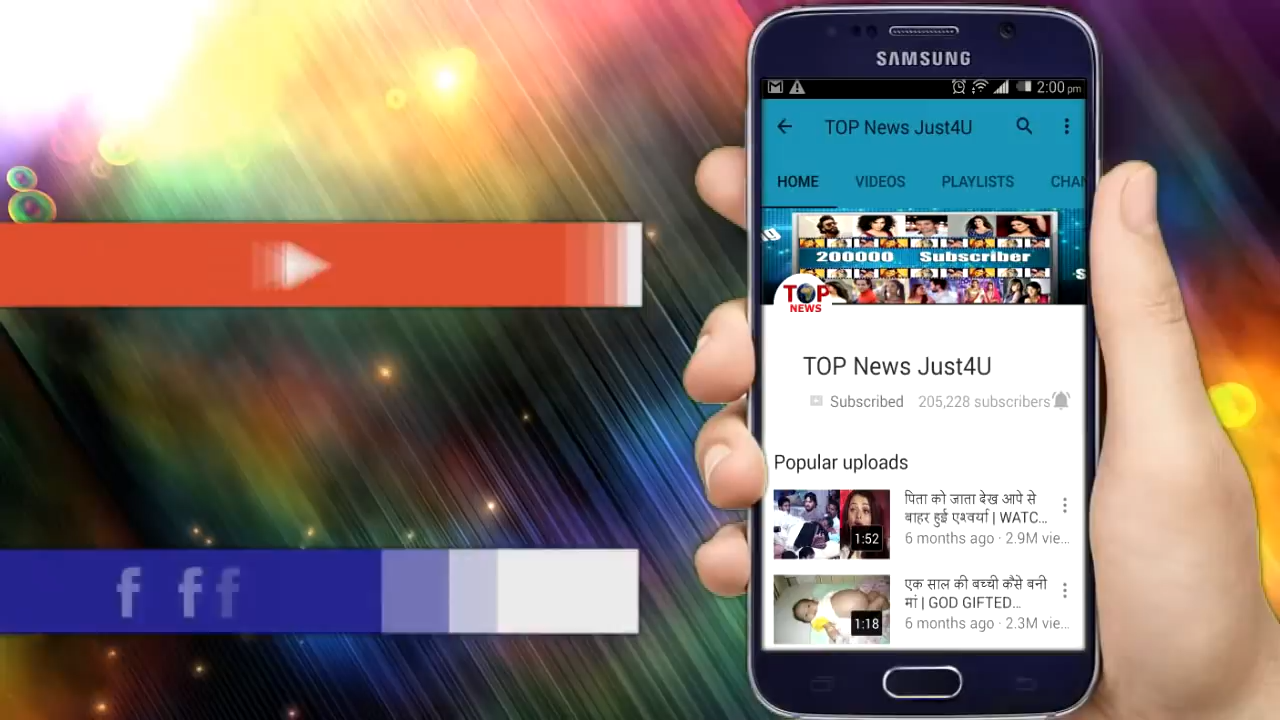 SAMSUNG
2:00 pm
TOP News Just4U
HOME VIDEOS PLAYLISTS CHAN
200000 Subscriber
TOP
NEWS
TOP News Just4U
Subscribed 205,228 subscribers
Popular uploads
पिता को जाता देख आपे से
बाहर हुई एश्वर्या | WATC...
6 months ago · 2.9M vie...
1:52
एक साल की बच्ची कैसे बनी
मां | GOD GIFTED...
6 months ago · 2.3M vie...
1:18
f f f